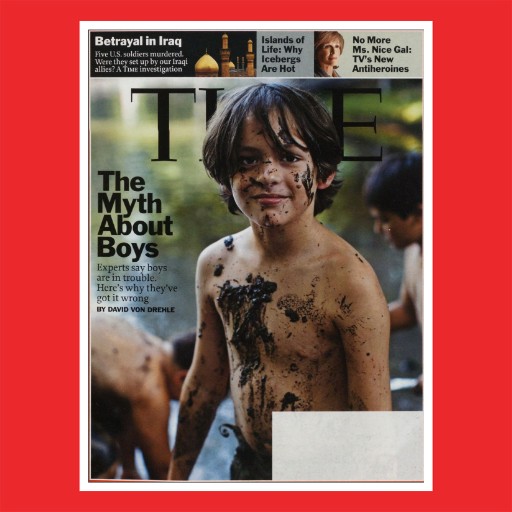 Betrayal in Iraq
Five U.S. soldiers murdered.
Were they set up by our Iraqi
allies? A TIME investigation
Islands of
Life: Why
Icebergs
Are Hot
No More
Ms. Nice Gal:
TV's New
Antiheroines
TIME
The
Myth
About
Boys
Experts say boys
are in trouble.
Here's why they've
got it wrong
BY DAVID VON DREHLE